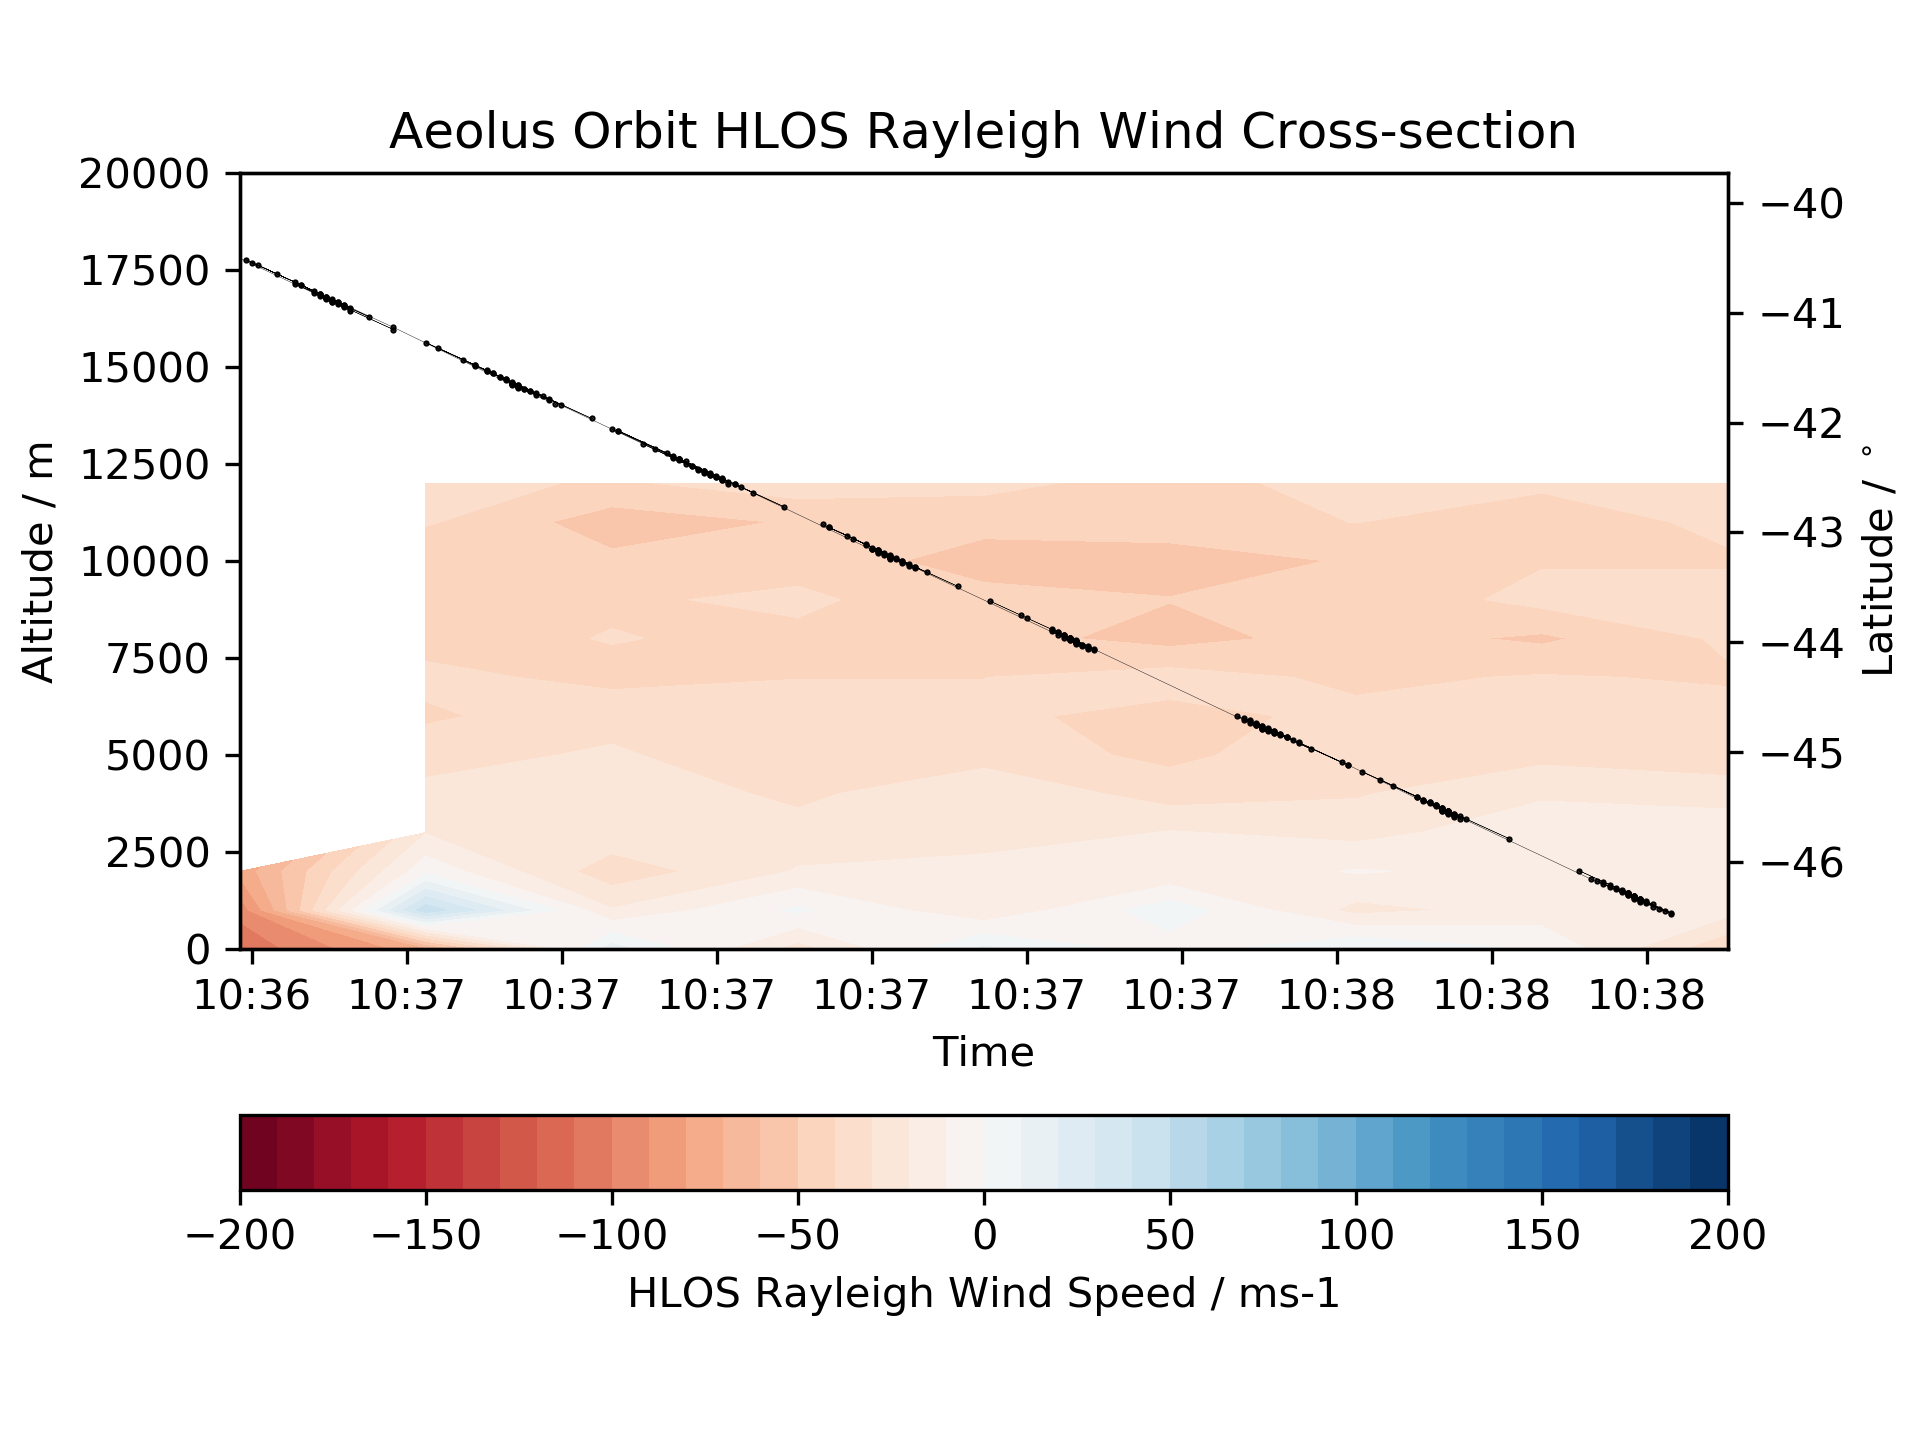 Aeolus Orbit HLOS Rayleigh Wind Cross-section
20000
17500
15000
12500
10000
7500
5000
2500
0
Altitude / m
−40
−41
−42
−43
−44
−45
−46
Latitude / °
10:36 10:37 10:37 10:37 10:37 10:37 10:37 10:38 10:38 10:38
Time
−200 −150 −100 −50 0 50 100 150 200
HLOS Rayleigh Wind Speed / ms-1